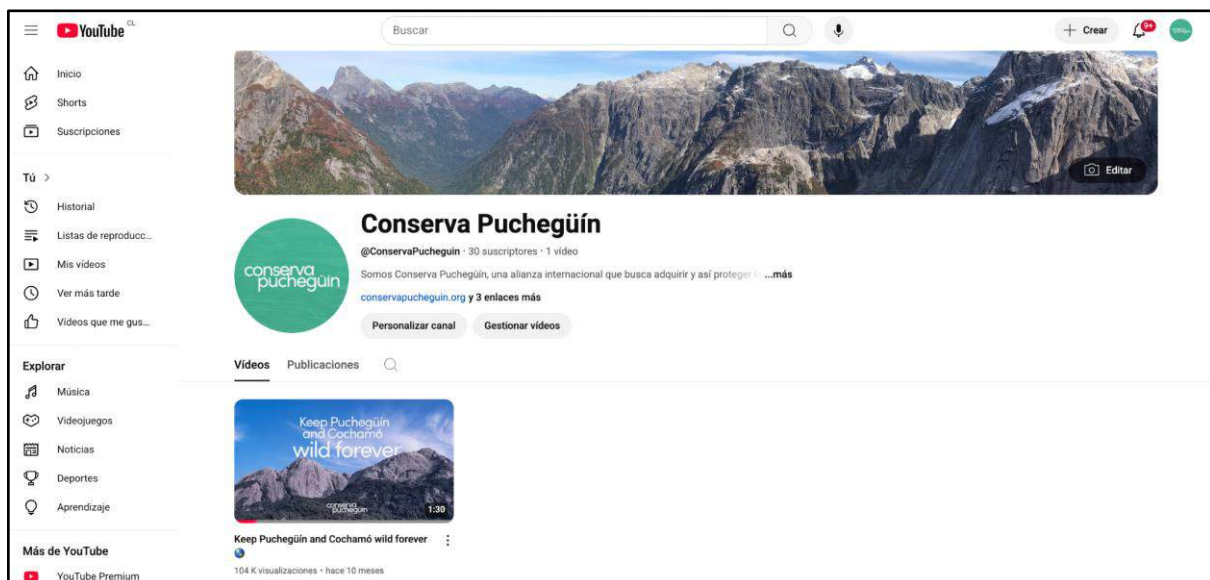 YouTube CL
Buscar
Crear
9+
Inicio
Shorts
Suscripciones
Tú
Historial
Listas de reproducc...
Mis vídeos
Ver más tarde
Vídeos que me gus...
Explorar
Música
Videojuegos
Noticias
Deportes
Aprendizaje
Más de YouTube
YouTube Premium
Editar
conserva
puchegüín
Conserva Puchegüín
@ConservaPucheguin · 30 suscriptores · 1 vídeo
Somos Conserva Puchegüín, una alianza internacional que busca adquirir y así proteger ...más
conservapucheguin.org y 3 enlaces más
Personalizar canal Gestionar vídeos
Vídeos Publicaciones
Keep Puchegüín
and Cochamó
wild forever
conserva
puchegüín
1:30
Keep Puchegüín and Cochamó wild forever
104 K visualizaciones · hace 10 meses